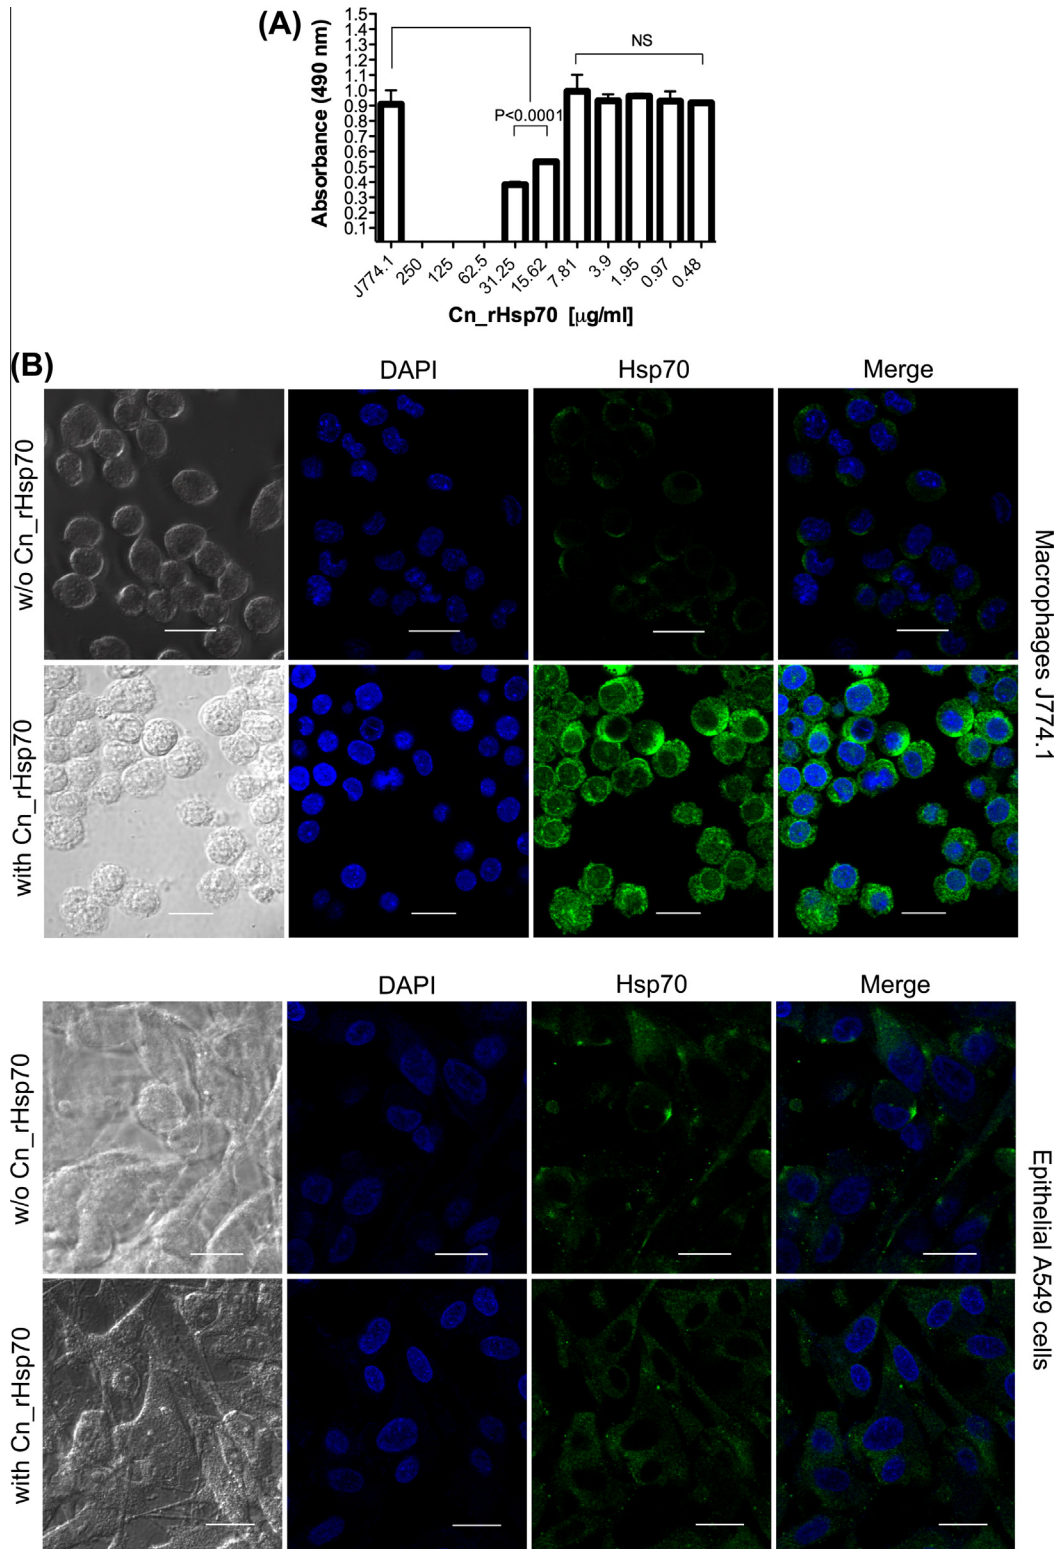 (A)
Absorbance (490 nm)
1.5
1.4
1.3
1.2
1.1
1.0
0.9
0.8
0.7
0.6
0.5
0.4
0.3
0.2
0.1
NS
P<0.0001
J774.1
250
125
62.5
31.25
15.62
7.81
3.9
1.95
0.97
0.48
Cn_rHsp70 [μg/ml]
(B)
DAPI
Hsp70
Merge
w/o Cn_rHsp70
with Cn_rHsp70
Macrophages J774.1
DAPI
Hsp70
Merge
w/o Cn_rHsp70
with Cn_rHsp70
Epithelial A549 cells